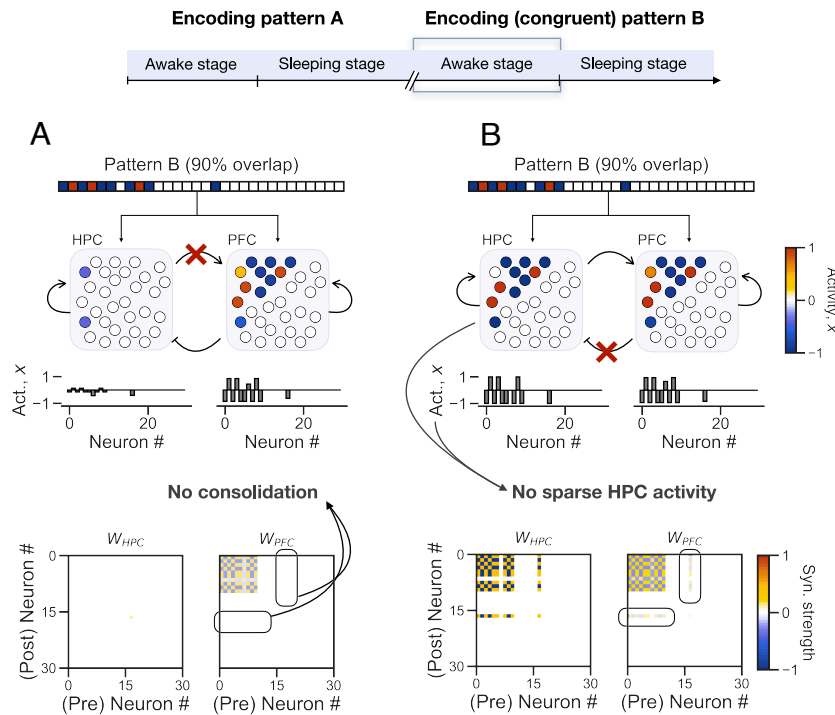 Encoding pattern A
Encoding (congruent) pattern B
Awake stage
Sleeping stage
Awake stage
Sleeping stage
A
Pattern B (90% overlap)
HPC
PFC
Act., x
1
−1
0
20
0
20
Neuron #
Neuron #
No consolidation
W_HPC
W_PFC
(Post) Neuron #
0
15
30
0
15
30
0
15
30
(Pre) Neuron #
(Pre) Neuron #
B
Pattern B (90% overlap)
HPC
PFC
1
0
−1
Activity, x
Act., x
1
−1
0
20
0
20
Neuron #
Neuron #
No sparse HPC activity
W_HPC
W_PFC
(Post) Neuron #
0
15
30
0
15
30
0
15
30
(Pre) Neuron #
(Pre) Neuron #
1
0
−1
Syn. strength